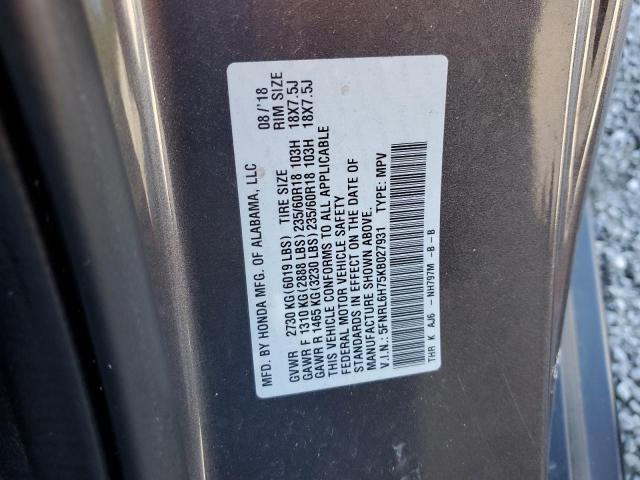 MFD. BY HONDA MFG. OF ALABAMA, LLC 08/'18
GVWR 2730 KG(6019 LBS) TIRE SIZE RIM SIZE
GAWR F 1310 KG(2888 LBS) 235/60R18 103H 18X7.5J
GAWR R 1465 KG(3230 LBS) 235/60R18 103H 18X7.5J
THIS VEHICLE CONFORMS TO ALL APPLICABLE
FEDERAL MOTOR VEHICLE SAFETY
STANDARDS IN EFFECT ON THE DATE OF
MANUFACTURE SHOWN ABOVE.
V.I.N.: 5FNRL6H75KB027931 TYPE: MPV
THR K AJ6 - NH797M -B -B